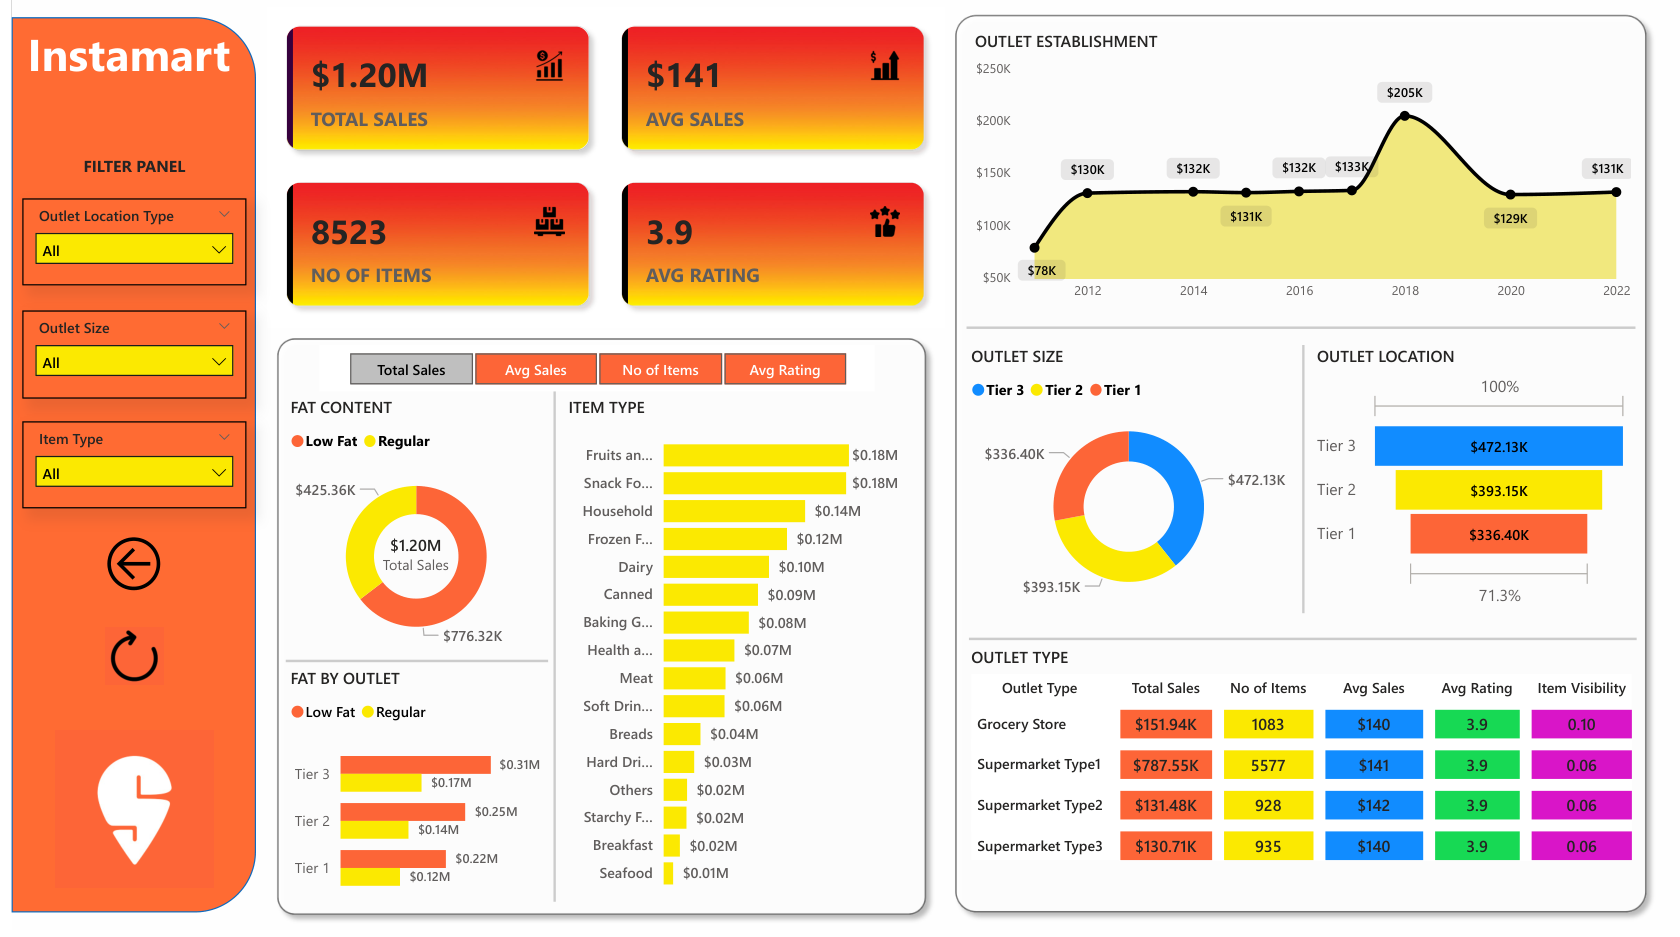 Instamart
FILTER PANEL
Outlet Location Type
All
Outlet Size
All
Item Type
All
$1.20M
TOTAL SALES
$141
AVG SALES
8523
NO OF ITEMS
3.9
AVG RATING
Total Sales
Avg Sales
No of Items
Avg Rating
FAT CONTENT
Low Fat Regular
$425.36K
$1.20M
Total Sales
$776.32K
FAT BY OUTLET
Low Fat Regular
Tier 3 $0.31M
$0.17M
Tier 2 $0.25M
$0.14M
Tier 1 $0.22M
$0.12M
ITEM TYPE
Fruits an... $0.18M
Snack Fo... $0.18M
Household $0.14M
Frozen F... $0.12M
Dairy $0.10M
Canned $0.09M
Baking G... $0.08M
Health a... $0.07M
Meat $0.06M
Soft Drin... $0.06M
Breads $0.04M
Hard Dri... $0.03M
Others $0.02M
Starchy F... $0.02M
Breakfast $0.02M
Seafood $0.01M
OUTLET ESTABLISHMENT
$250K
$200K
$150K
$100K
$50K
$78K
$130K
$132K
$131K
$132K
$133K
$205K
$129K
$131K
2012 2014 2016 2018 2020 2022
OUTLET SIZE
Tier 3 Tier 2 Tier 1
$336.40K
$472.13K
$393.15K
OUTLET LOCATION
100%
Tier 3 $472.13K
Tier 2 $393.15K
Tier 1 $336.40K
71.3%
OUTLET TYPE
Outlet Type Total Sales No of Items Avg Sales Avg Rating Item Visibility
Grocery Store $151.94K 1083 $140 3.9 0.10
Supermarket Type1 $787.55K 5577 $141 3.9 0.06
Supermarket Type2 $131.48K 928 $142 3.9 0.06
Supermarket Type3 $130.71K 935 $140 3.9 0.06